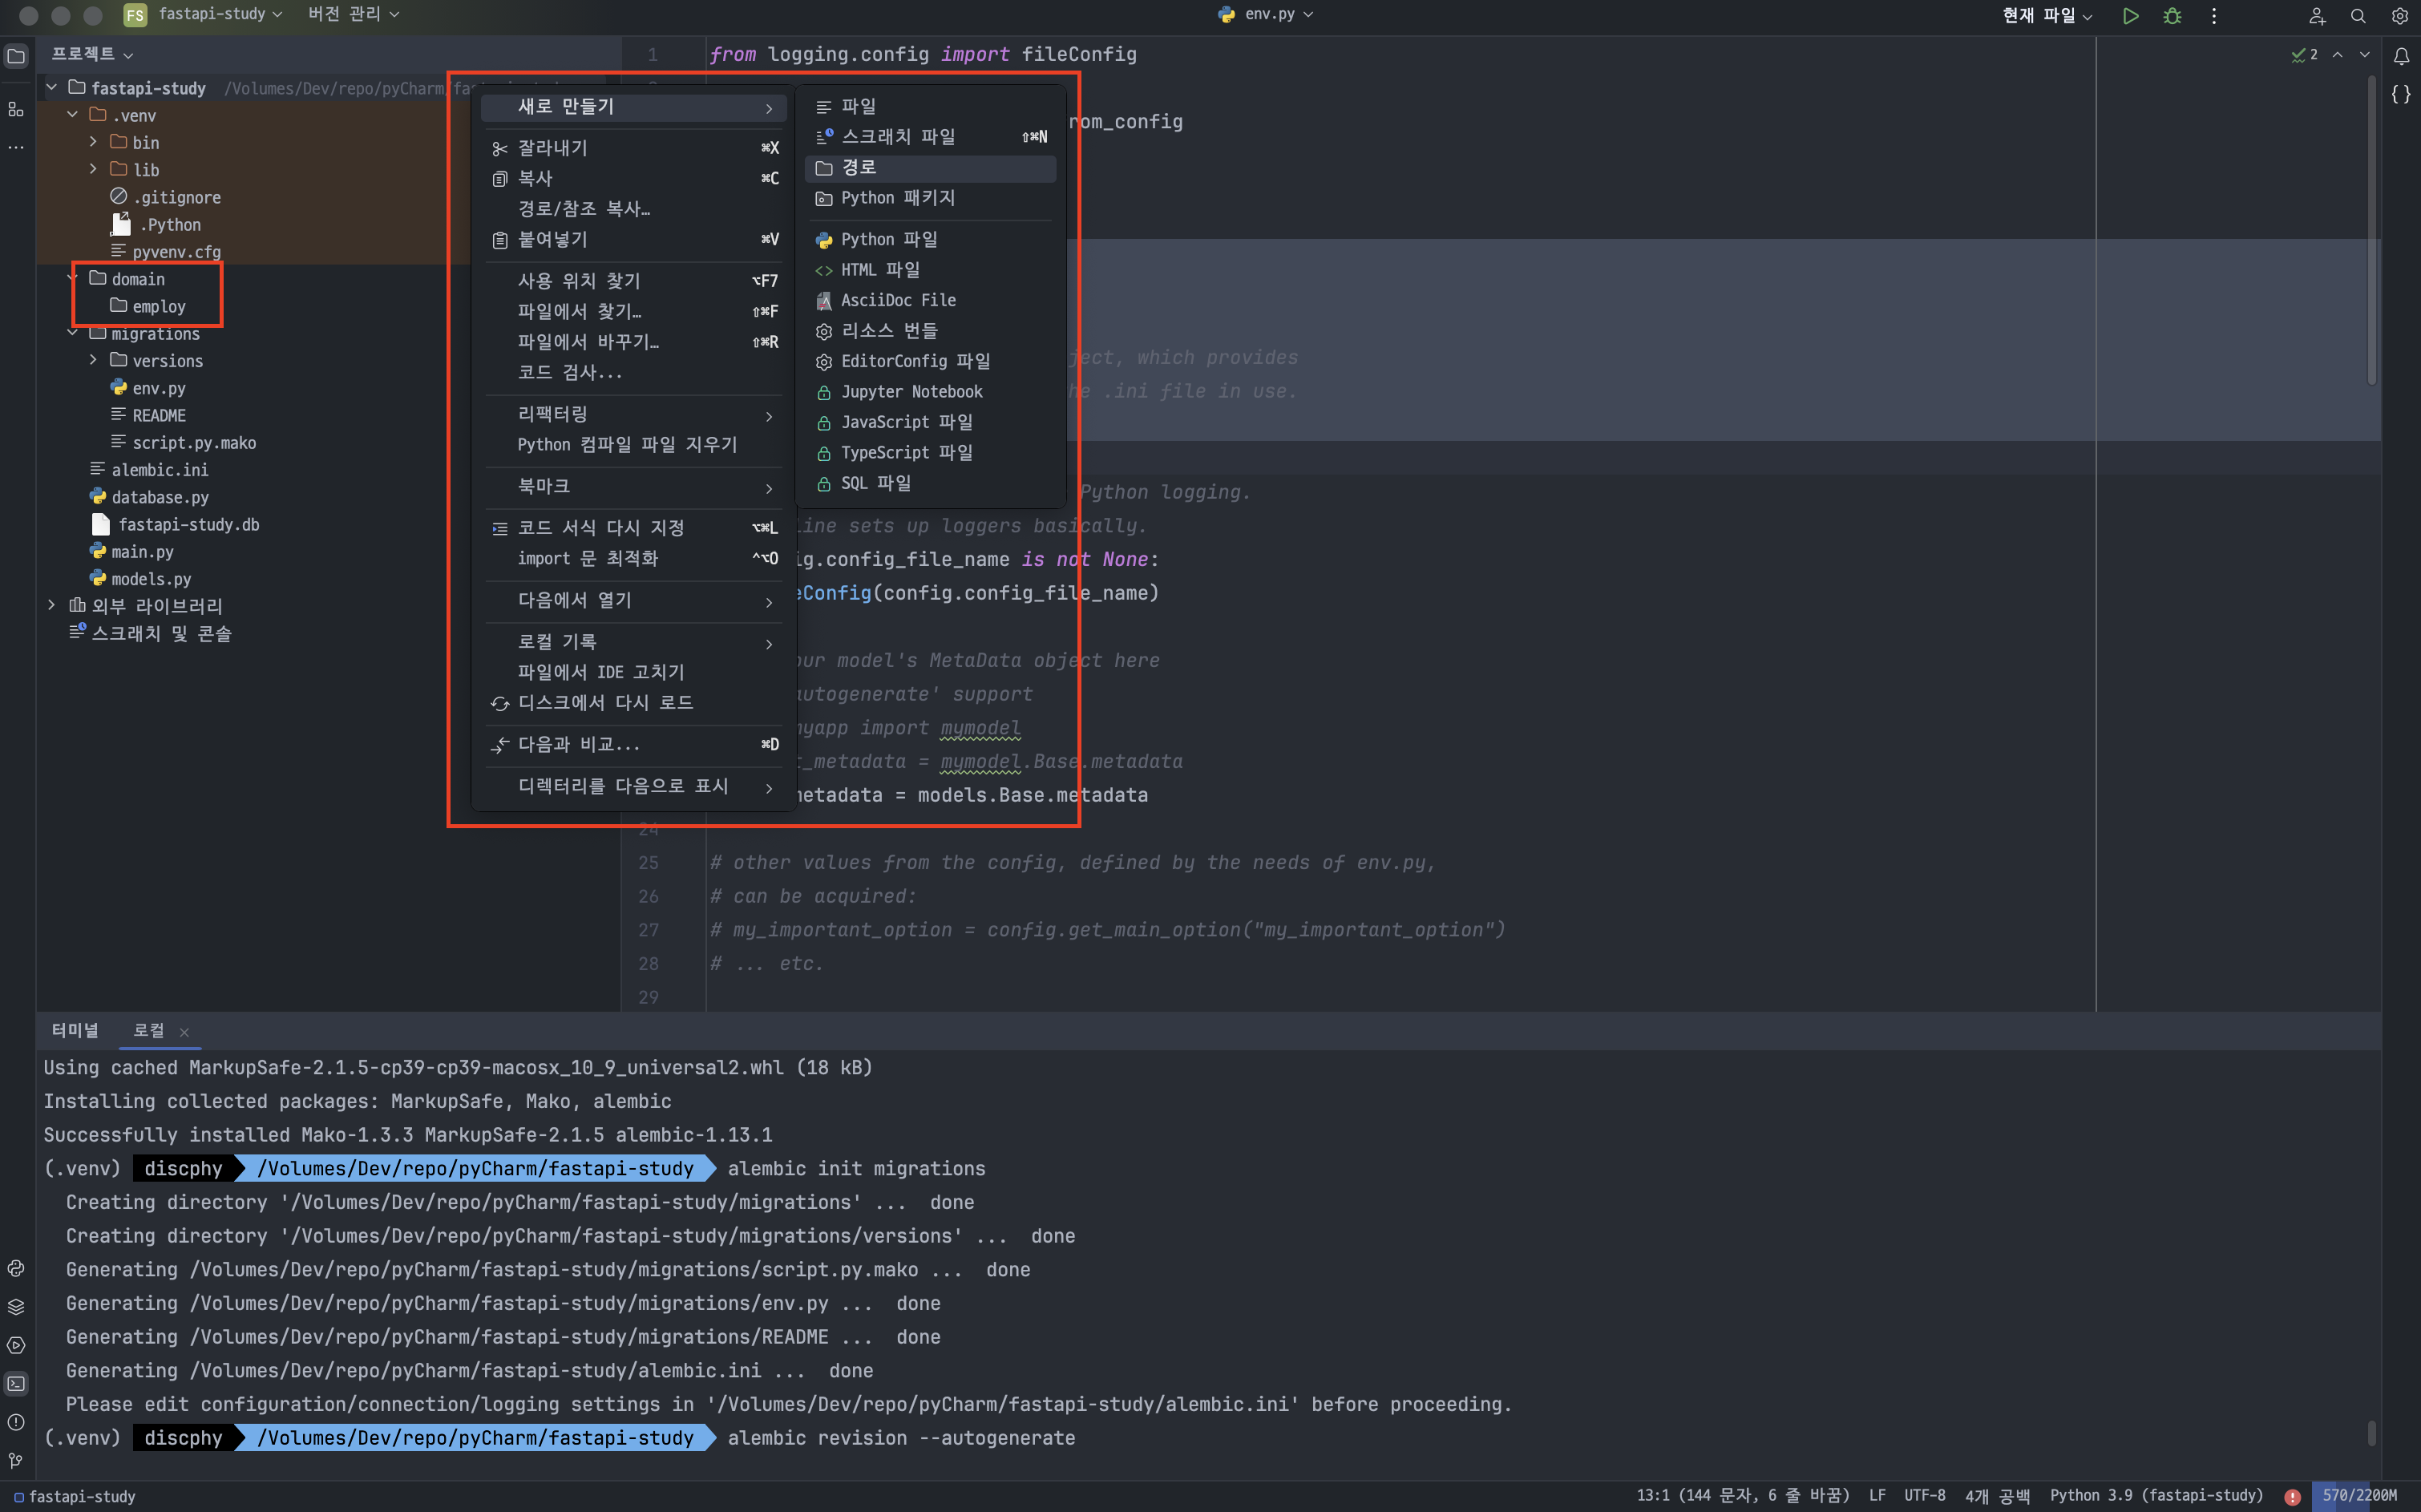 FS fastapi-study 버전 관리 env.py 현재 파일
프로젝트
fastapi-study /Volumes/Dev/repo/pyCharm/
.venv
bin
lib
.gitignore
.Python
pyvenv.cfg
domain
employ
migrations
versions
env.py
README
script.py.mako
alembic.ini
database.py
fastapi-study.db
main.py
models.py
외부 라이브러리
스크래치 및 콘솔
새로 만들기
잘라내기 ⌘X
복사 ⌘C
경로/참조 복사…
붙여넣기 ⌘V
사용 위치 찾기 ⌥F7
파일에서 찾기… ⇧⌘F
파일에서 바꾸기… ⇧⌘R
코드 검사...
리팩터링
Python 컴파일 파일 지우기
북마크
코드 서식 다시 지정 ⌥⌘L
import 문 최적화 ^⌥O
다음에서 열기
로컬 기록
파일에서 IDE 고치기
디스크에서 다시 로드
다음과 비교... ⌘D
디렉터리를 다음으로 표시
파일
스크래치 파일 ⇧⌘N
경로
Python 패키지
Python 파일
HTML 파일
AsciiDoc File
리소스 번들
EditorConfig 파일
Jupyter Notebook
JavaScript 파일
TypeScript 파일
SQL 파일
1 from logging.config import fileConfig
2
rom_config
ject, which provides
he .ini file in use.
Python logging.
line sets up loggers basically.
ig.config_file_name is not None:
eConfig(config.config_file_name)
our model's MetaData object here
autogenerate' support
myapp import mymodel
t_metadata = mymodel.Base.metadata
metadata = models.Base.metadata
24
25 # other values from the config, defined by the needs of env.py,
26 # can be acquired:
27 # my_important_option = config.get_main_option("my_important_option")
28 # ... etc.
29
터미널 로컬
Using cached MarkupSafe-2.1.5-cp39-cp39-macosx_10_9_universal2.whl (18 kB)
Installing collected packages: MarkupSafe, Mako, alembic
Successfully installed Mako-1.3.3 MarkupSafe-2.1.5 alembic-1.13.1
(.venv) discphy /Volumes/Dev/repo/pyCharm/fastapi-study alembic init migrations
Creating directory '/Volumes/Dev/repo/pyCharm/fastapi-study/migrations' ... done
Creating directory '/Volumes/Dev/repo/pyCharm/fastapi-study/migrations/versions' ... done
Generating /Volumes/Dev/repo/pyCharm/fastapi-study/migrations/script.py.mako ... done
Generating /Volumes/Dev/repo/pyCharm/fastapi-study/migrations/env.py ... done
Generating /Volumes/Dev/repo/pyCharm/fastapi-study/migrations/README ... done
Generating /Volumes/Dev/repo/pyCharm/fastapi-study/alembic.ini ... done
Please edit configuration/connection/logging settings in '/Volumes/Dev/repo/pyCharm/fastapi-study/alembic.ini' before proceeding.
(.venv) discphy /Volumes/Dev/repo/pyCharm/fastapi-study alembic revision --autogenerate
fastapi-study 13:1 (144 문자, 6 줄 바꿈) LF UTF-8 4개 공백 Python 3.9 (fastapi-study) 570/2200M